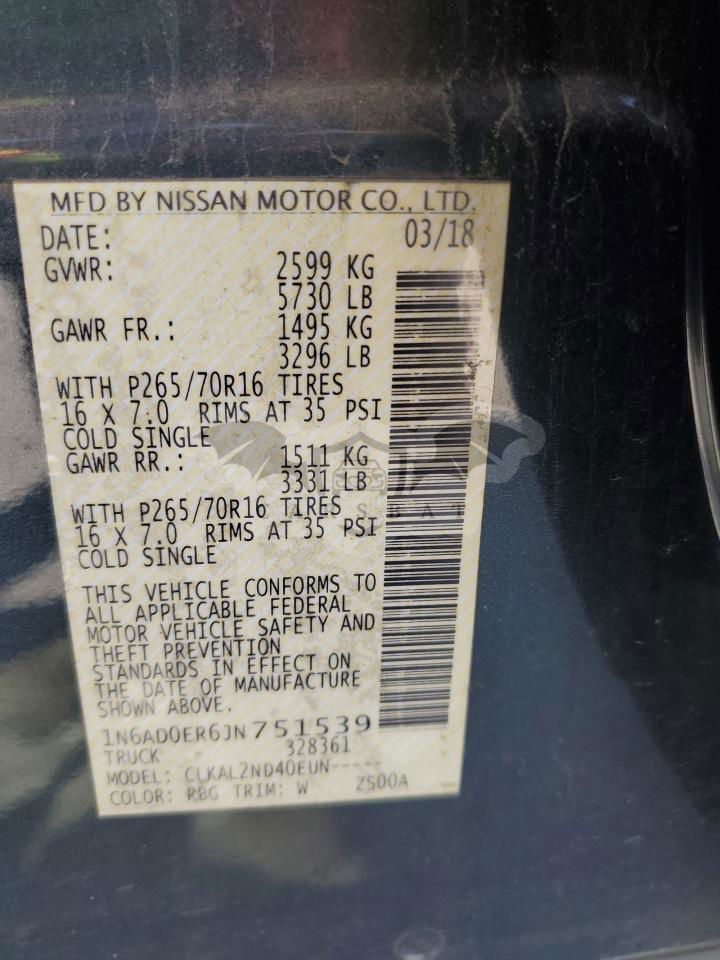 MFD BY NISSAN MOTOR CO., LTD.
DATE: 03/18
GVWR: 2599 KG
5730 LB
GAWR FR.: 1495 KG
3296 LB
WITH P265/70R16 TIRES
16 X 7.0 RIMS AT 35 PSI
COLD SINGLE
GAWR RR.: 1511 KG
3331 LB
WITH P265/70R16 TIRES
16 X 7.0 RIMS AT 35 PSI
COLD SINGLE
THIS VEHICLE CONFORMS TO
ALL APPLICABLE FEDERAL
MOTOR VEHICLE SAFETY AND
THEFT PREVENTION
STANDARDS IN EFFECT ON
THE DATE OF MANUFACTURE
SHOWN ABOVE.
1N6AD0ER6JN751539
TRUCK 328361
MODEL: CLKAL2ND40EUN-----
COLOR: RBG TRIM: W ZS00A